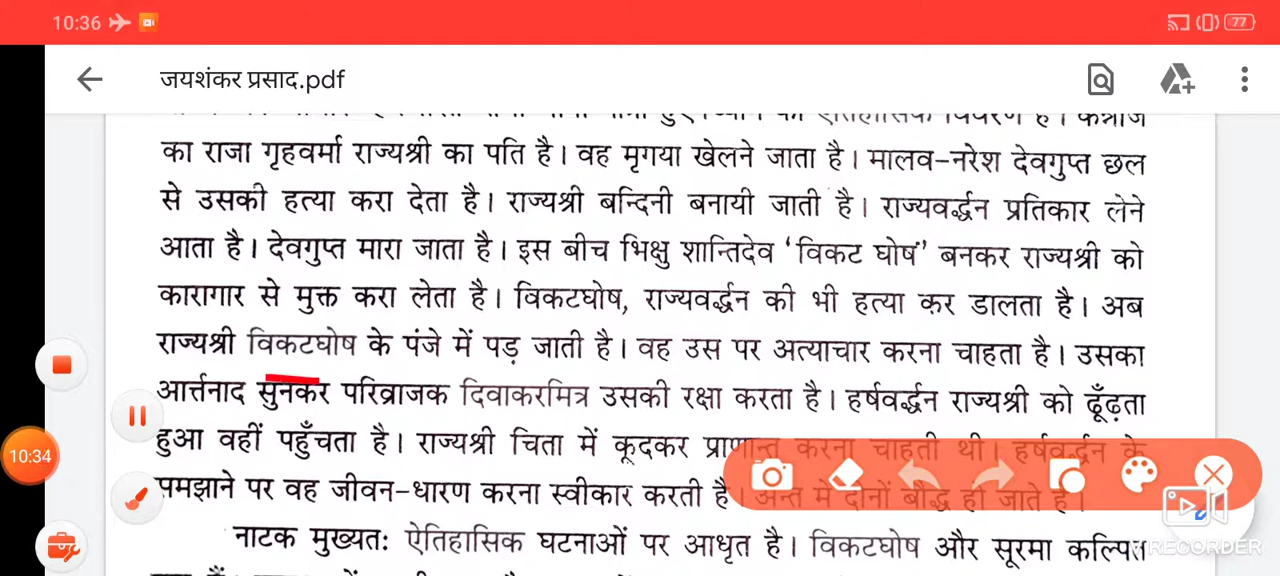 10:36
77
जयशंकर प्रसाद.pdf
का राजा गृहवर्मा राज्यश्री का पति है। वह मृगया खेलने जाता है। मालव-नरेश देवगुप्त छल
से उसकी हत्या करा देता है। राज्यश्री बन्दिनी बनायी जाती है। राज्यवर्द्धन प्रतिकार लेने
आता है। देवगुप्त मारा जाता है। इस बीच भिक्षु शान्तिदेव ‘विकट घोष’ बनकर राज्यश्री को
कारागार से मुक्त करा लेता है। विकटघोष, राज्यवर्द्धन की भी हत्या कर डालता है। अब
राज्यश्री विकटघोष के पंजे में पड़ जाती है। वह उस पर अत्याचार करना चाहता है। उसका
आर्त्तनाद सुनकर परिव्राजक दिवाकरमित्र उसकी रक्षा करता है। हर्षवर्द्धन राज्यश्री को ढूँढ़ता
हुआ वहीं पहुँचता है। राज्यश्री चिता में कूदकर प्राणान्त करना चाहती थी। हर्षवर्द्धन के
पर वह जीवन-धारण करना स्वीकार करती है। अन्त में दोनों बौद्ध हो जाते हैं।
नाटक मुख्यतः ऐतिहासिक घटनाओं पर आधृत है। विकटघोष और सूरमा कल्पित
10:34
RECORDER